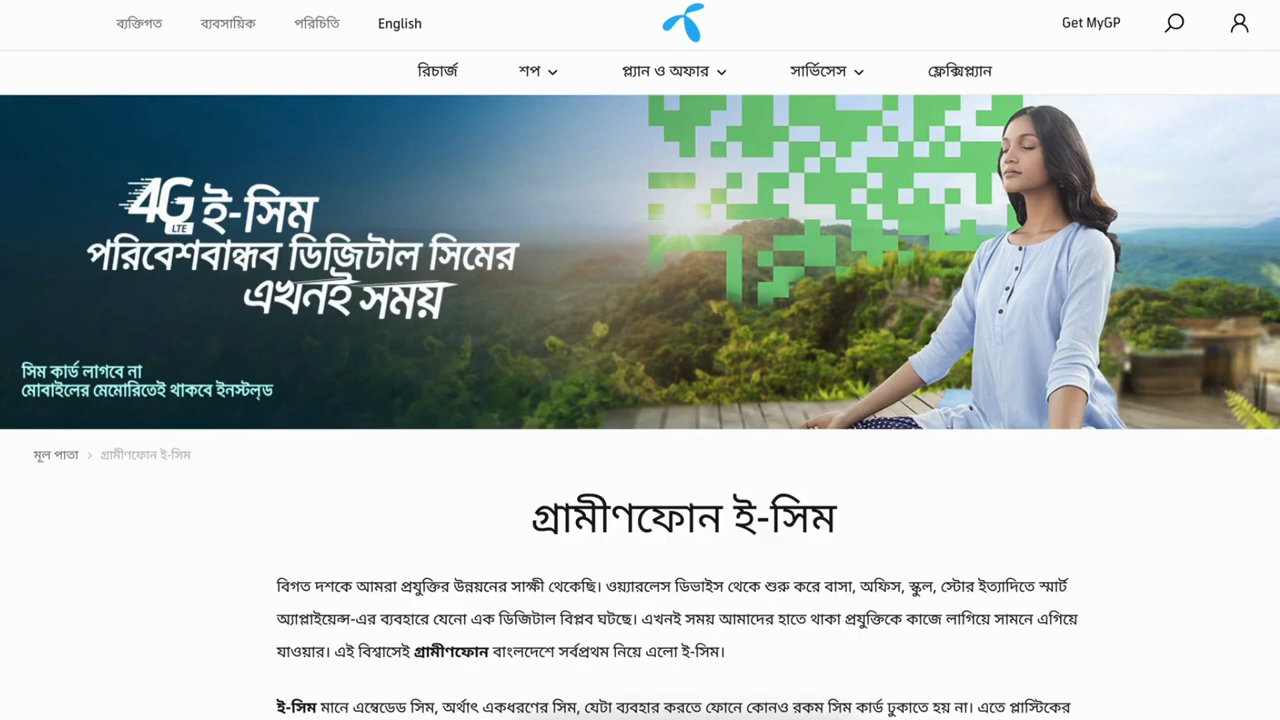 ব্যক্তিগত ব্যবসায়িক পরিচিতি English Get MyGP
রিচার্জ শপ প্ল্যান ও অফার সার্ভিসেস ফ্লেক্সিপ্ল্যান
4G LTE ই-সিম
পরিবেশবান্ধব ডিজিটাল সিমের
এখনই সময়
সিম কার্ড লাগবে না
মোবাইলের মেমোরিতেই থাকবে ইনস্টল্ড
মূল পাতা > গ্রামীণফোন ই-সিম
গ্রামীণফোন ই-সিম
বিগত দশকে আমরা প্রযুক্তির উন্নয়নের সাক্ষী থেকেছি। ওয়্যারলেস ডিভাইস থেকে শুরু করে বাসা, অফিস, স্কুল, স্টোর ইত্যাদিতে স্মার্ট
অ্যাপ্লাইয়েন্স-এর ব্যবহারে যেনো এক ডিজিটাল বিপ্লব ঘটছে। এখনই সময় আমাদের হাতে থাকা প্রযুক্তিকে কাজে লাগিয়ে সামনে এগিয়ে
যাওয়ার। এই বিশ্বাসেই গ্রামীণফোন বাংলাদেশে সর্বপ্রথম নিয়ে এলো ই-সিম।
ই-সিম মানে এম্বেডেড সিম, অর্থাৎ একধরণের সিম, যেটা ব্যবহার করতে ফোনে কোনও রকম সিম কার্ড ঢুকাতে হয় না। এতে প্লাস্টিকের